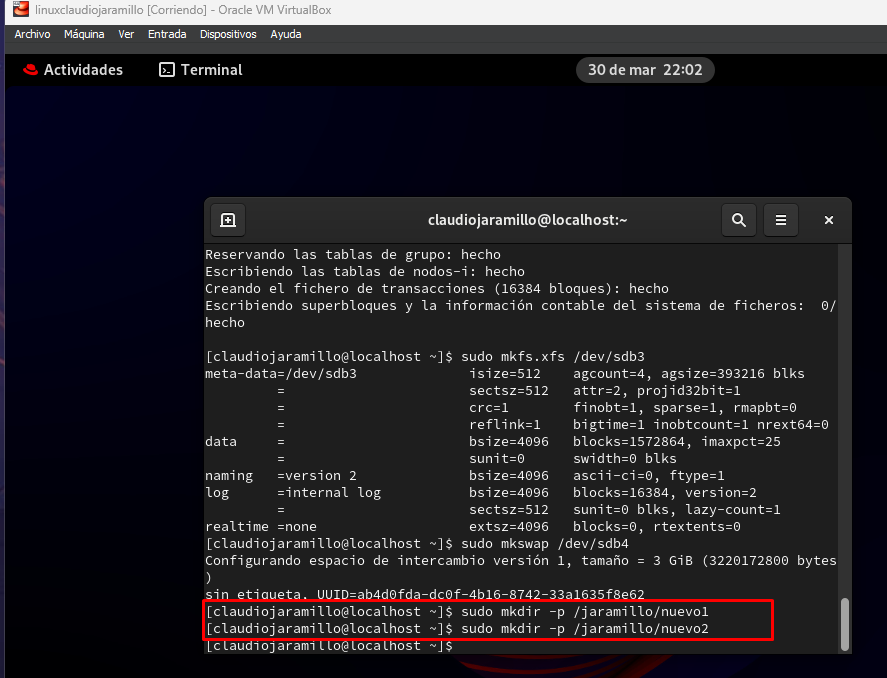 linuxclaudiojaramillo [Corriendo] - Oracle VM VirtualBox
Archivo Máquina Ver Entrada Dispositivos Ayuda
Actividades Terminal 30 de mar 22:02
claudiojaramillo@localhost:~
Reservando las tablas de grupo: hecho
Escribiendo las tablas de nodos-i: hecho
Creando el fichero de transacciones (16384 bloques): hecho
Escribiendo superbloques y la información contable del sistema de ficheros:  0/
hecho
[claudiojaramillo@localhost ~]$ sudo mkfs.xfs /dev/sdb3
meta-data=/dev/sdb3              isize=512    agcount=4, agsize=393216 blks
         =                       sectsz=512   attr=2, projid32bit=1
         =                       crc=1        finobt=1, sparse=1, rmapbt=0
         =                       reflink=1    bigtime=1 inobtcount=1 nrext64=0
data     =                       bsize=4096   blocks=1572864, imaxpct=25
         =                       sunit=0      swidth=0 blks
naming   =version 2              bsize=4096   ascii-ci=0, ftype=1
log      =internal log           bsize=4096   blocks=16384, version=2
         =                       sectsz=512   sunit=0 blks, lazy-count=1
realtime =none                   extsz=4096   blocks=0, rtextents=0
[claudiojaramillo@localhost ~]$ sudo mkswap /dev/sdb4
Configurando espacio de intercambio versión 1, tamaño = 3 GiB (3220172800 bytes
)
sin etiqueta, UUID=ab4d0fda-dc0f-4b16-8742-33a1635f8e62
[claudiojaramillo@localhost ~]$ sudo mkdir -p /jaramillo/nuevo1
[claudiojaramillo@localhost ~]$ sudo mkdir -p /jaramillo/nuevo2
[claudiojaramillo@localhost ~]$